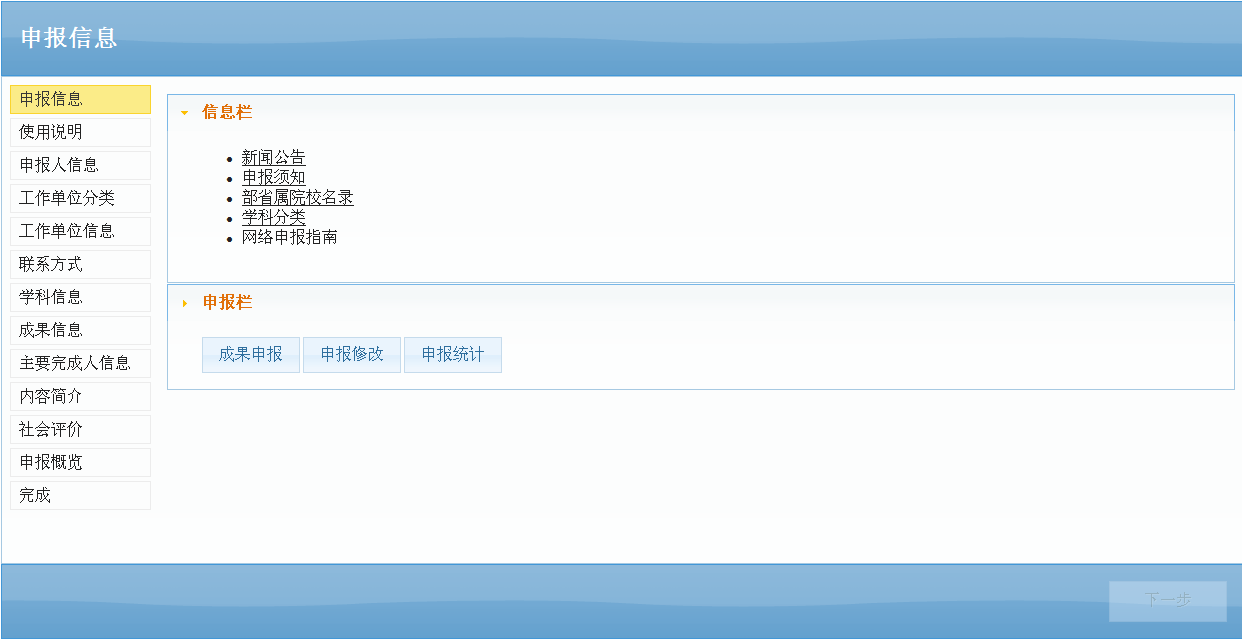 申报信息
申报信息
使用说明
申报人信息
工作单位分类
工作单位信息
联系方式
学科信息
成果信息
主要完成人信息
内容简介
社会评价
申报概览
完成
信息栏
新闻公告
申报须知
部省属院校名录
学科分类
网络申报指南
申报栏
成果申报 申报修改 申报统计
下一步